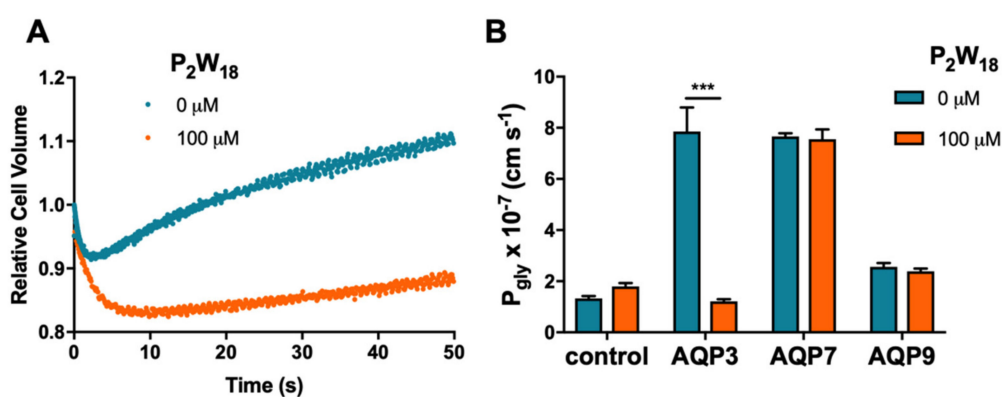 A
P2W18
0 μM
100 μM
Relative Cell Volume
1.2
1.1
1.0
0.9
0.8
0 10 20 30 40 50
Time (s)
B
P2W18
0 μM
100 μM
Pgly x 10-7 (cm s-1)
10
8
6
4
2
0
***
control AQP3 AQP7 AQP9